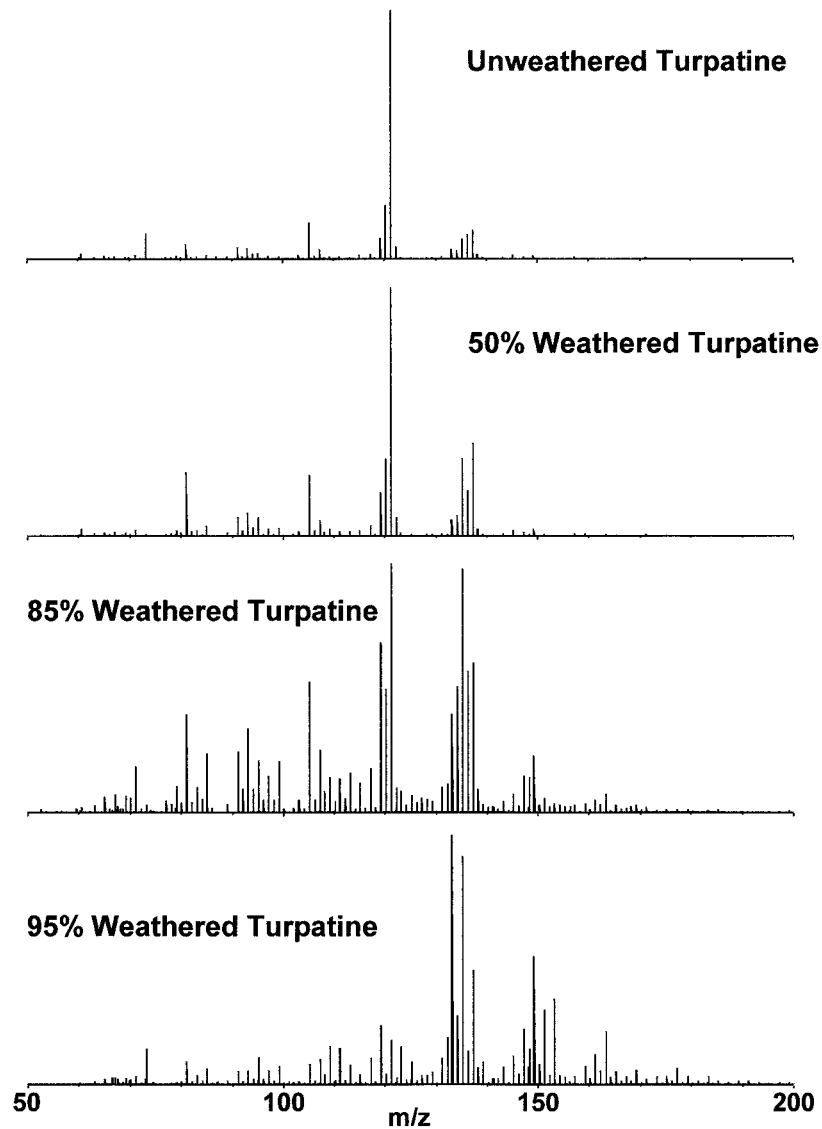 Unweathered Turpatine
50% Weathered Turpatine
85% Weathered Turpatine
95% Weathered Turpatine
50 100 150 200
m/z